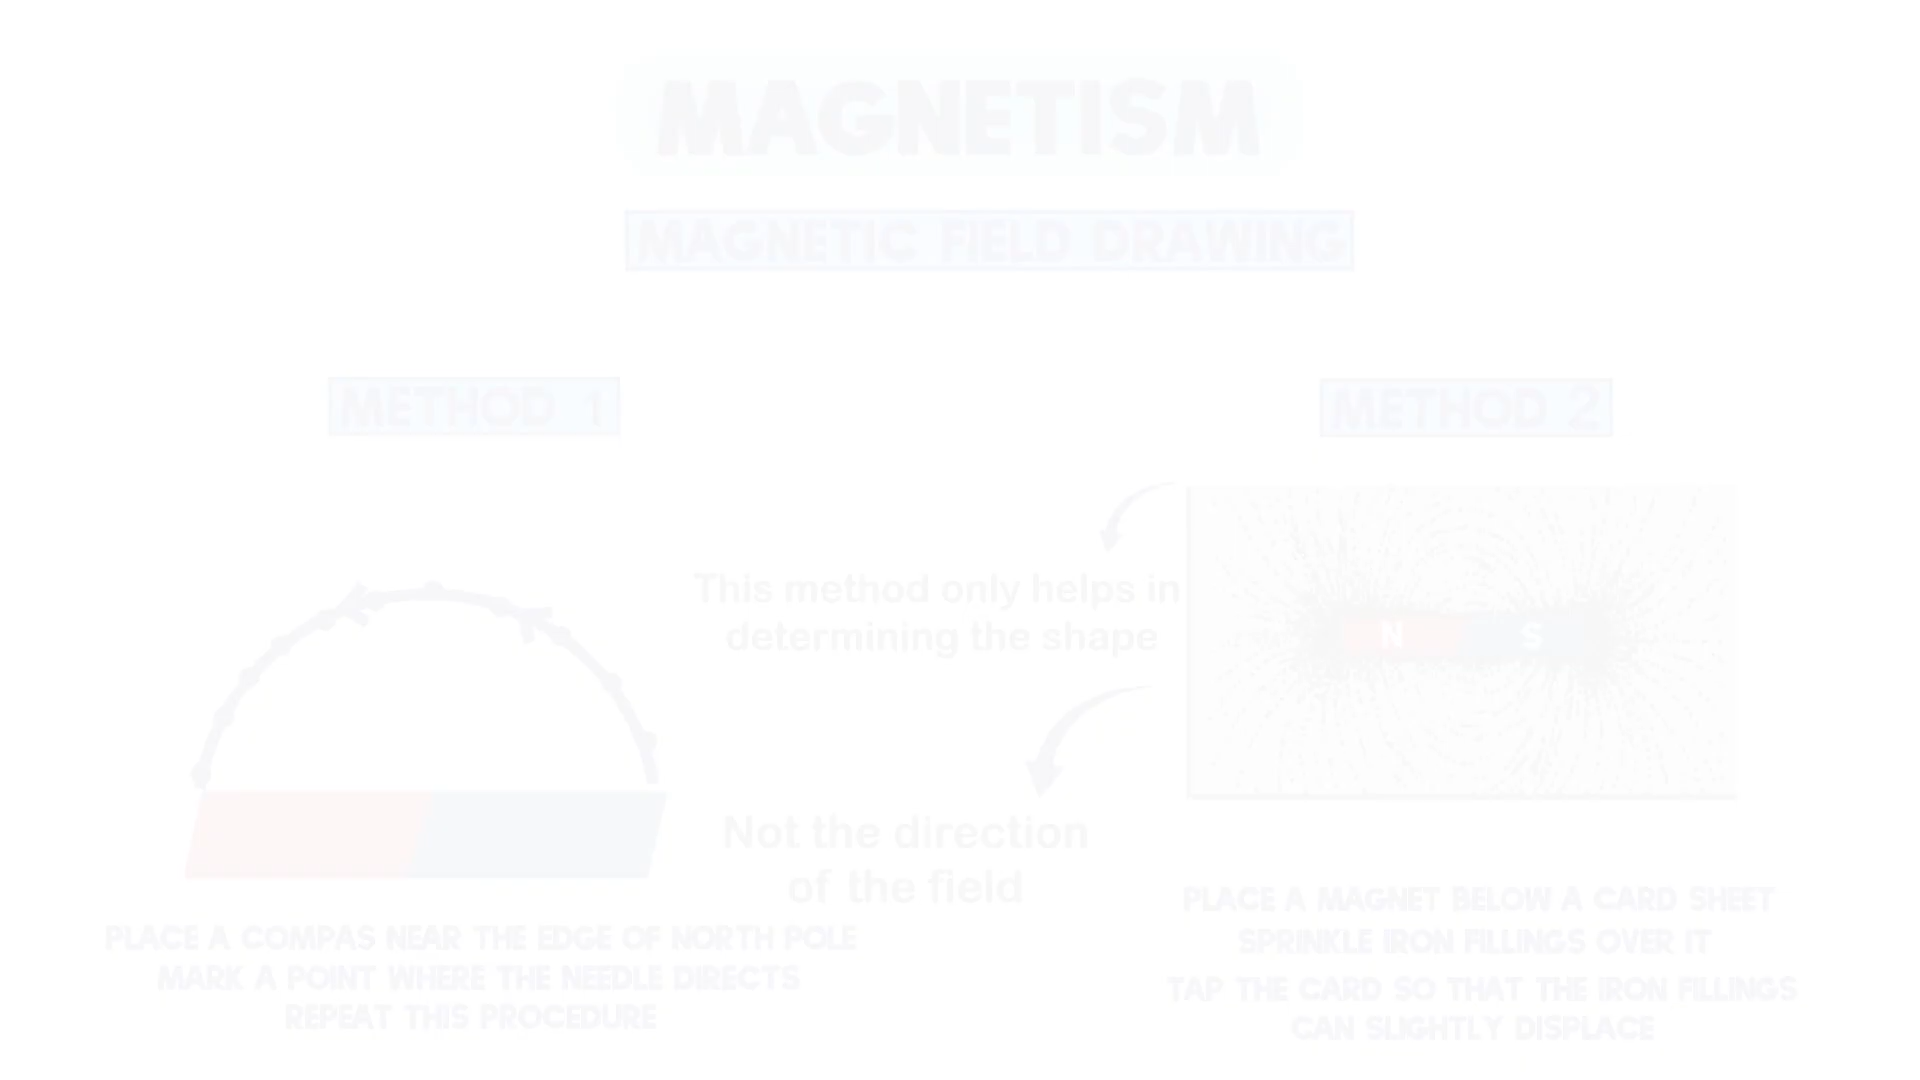 MAGNETISM
MAGNETIC FIELD DRAWING
METHOD 1
METHOD 2
This method only helps in
determining the shape
N S
Not the direction
of the field
PLACE A COMPAS NEAR THE EDGE OF NORTH POLE
MARK A POINT WHERE THE NEEDLE DIRECTS
REPEAT THIS PROCEDURE
PLACE A MAGNET BELOW A CARD SHEET
SPRINKLE IRON FILLINGS OVER IT
TAP THE CARD SO THAT THE IRON FILLINGS
CAN SLIGHTLY DISPLACE